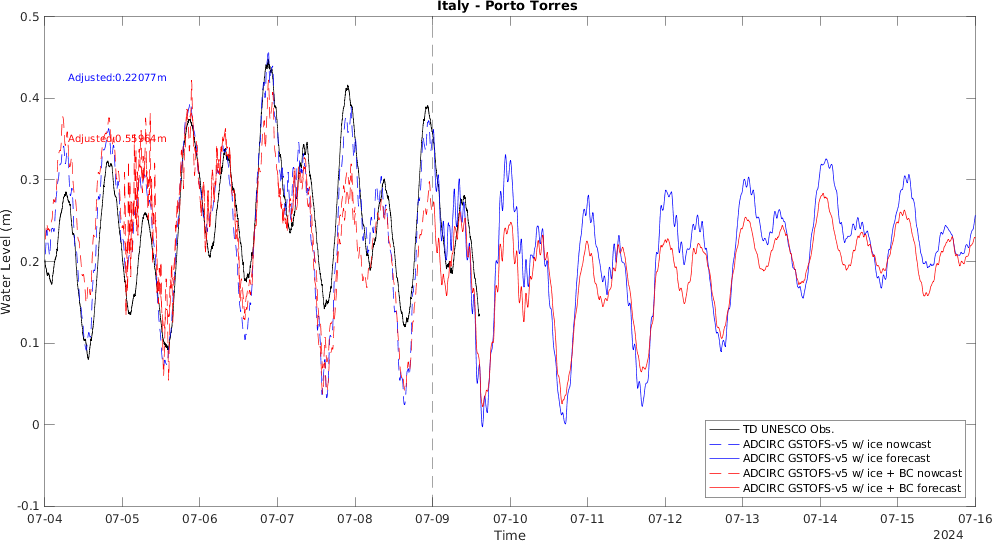 Italy - Porto Torres
0.5
0.4
0.3
0.2
0.1
0
-0.1
Water Level (m)
Adjusted:0.22077m
Adjusted:0.55964m
TD UNESCO Obs.
ADCIRC GSTOFS-v5 w/ ice nowcast
ADCIRC GSTOFS-v5 w/ ice forecast
ADCIRC GSTOFS-v5 w/ ice + BC nowcast
ADCIRC GSTOFS-v5 w/ ice + BC forecast
07-04 07-05 07-06 07-07 07-08 07-09 07-10 07-11 07-12 07-13 07-14 07-15 07-16
Time
2024